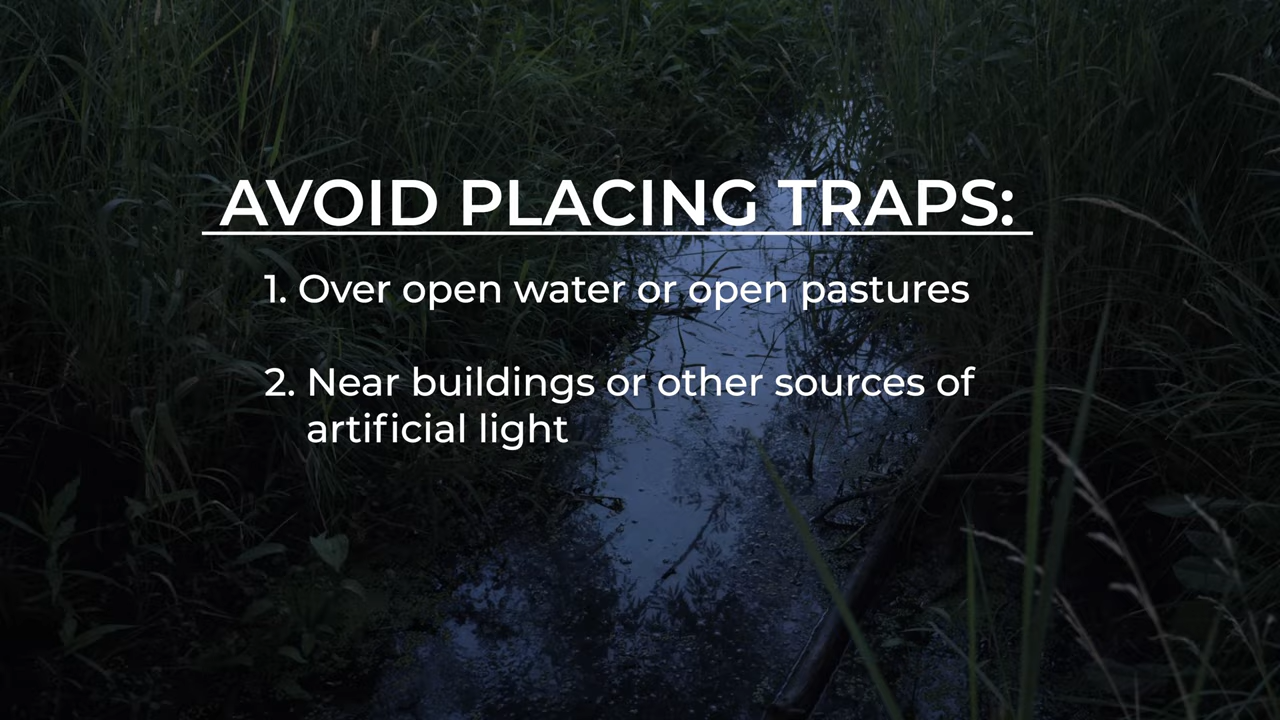 AVOID PLACING TRAPS:
1. Over open water or open pastures
2. Near buildings or other sources of
artificial light